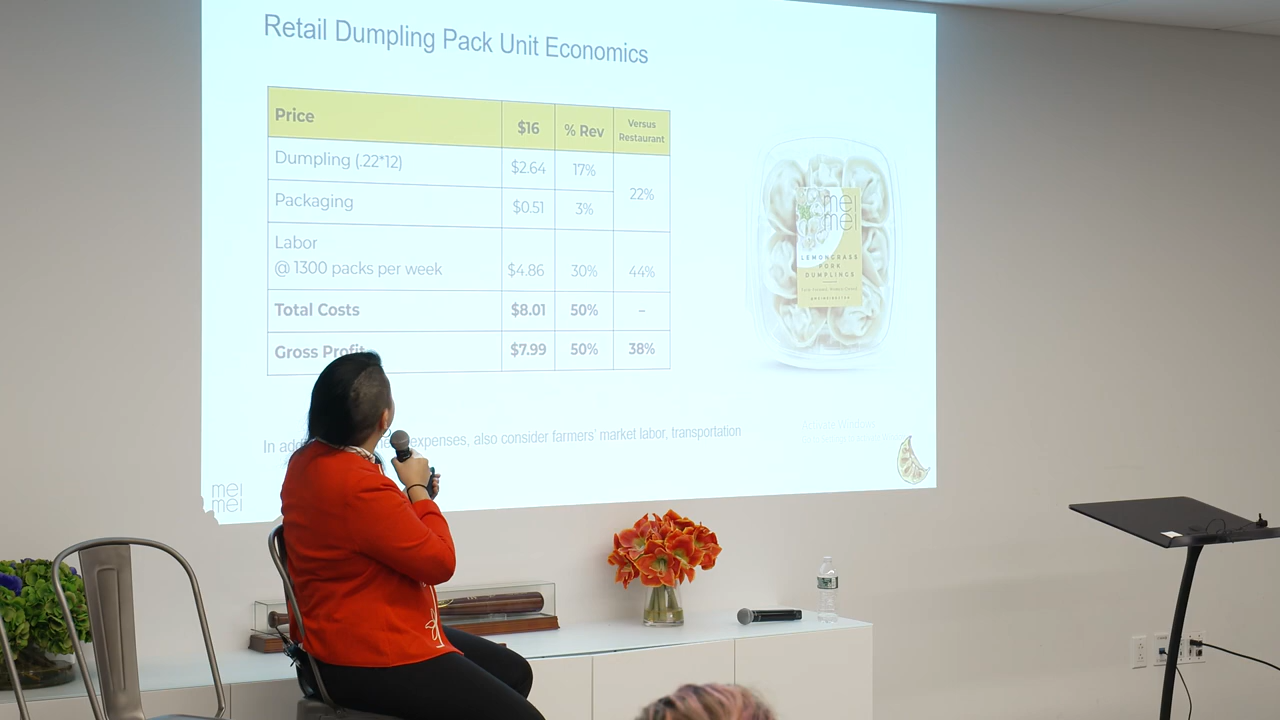 Retail Dumpling Pack Unit Economics
Price $16 % Rev Versus Restaurant
Dumpling (.22*12) $2.64 17% 22%
Packaging $0.51 3%
Labor
@ 1300 packs per week $4.86 30% 44%
Total Costs $8.01 50% –
Gross Profit $7.99 50% 38%
In expenses, also consider farmers' market labor, transportation
mei
mei
mei
mei
LEMONGRASS
PORK
DUMPLINGS